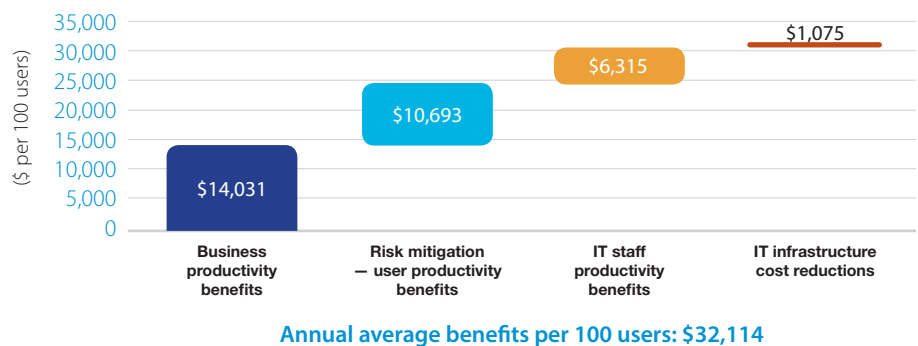 35,000
30,000
25,000
20,000
15,000
10,000
5,000
0
($ per 100 users)
$14,031
$10,693
$6,315
$1,075
Business
productivity
benefits
Risk mitigation
— user productivity
benefits
IT staff
productivity
benefits
IT infrastructure
cost reductions
Annual average benefits per 100 users: $32,114